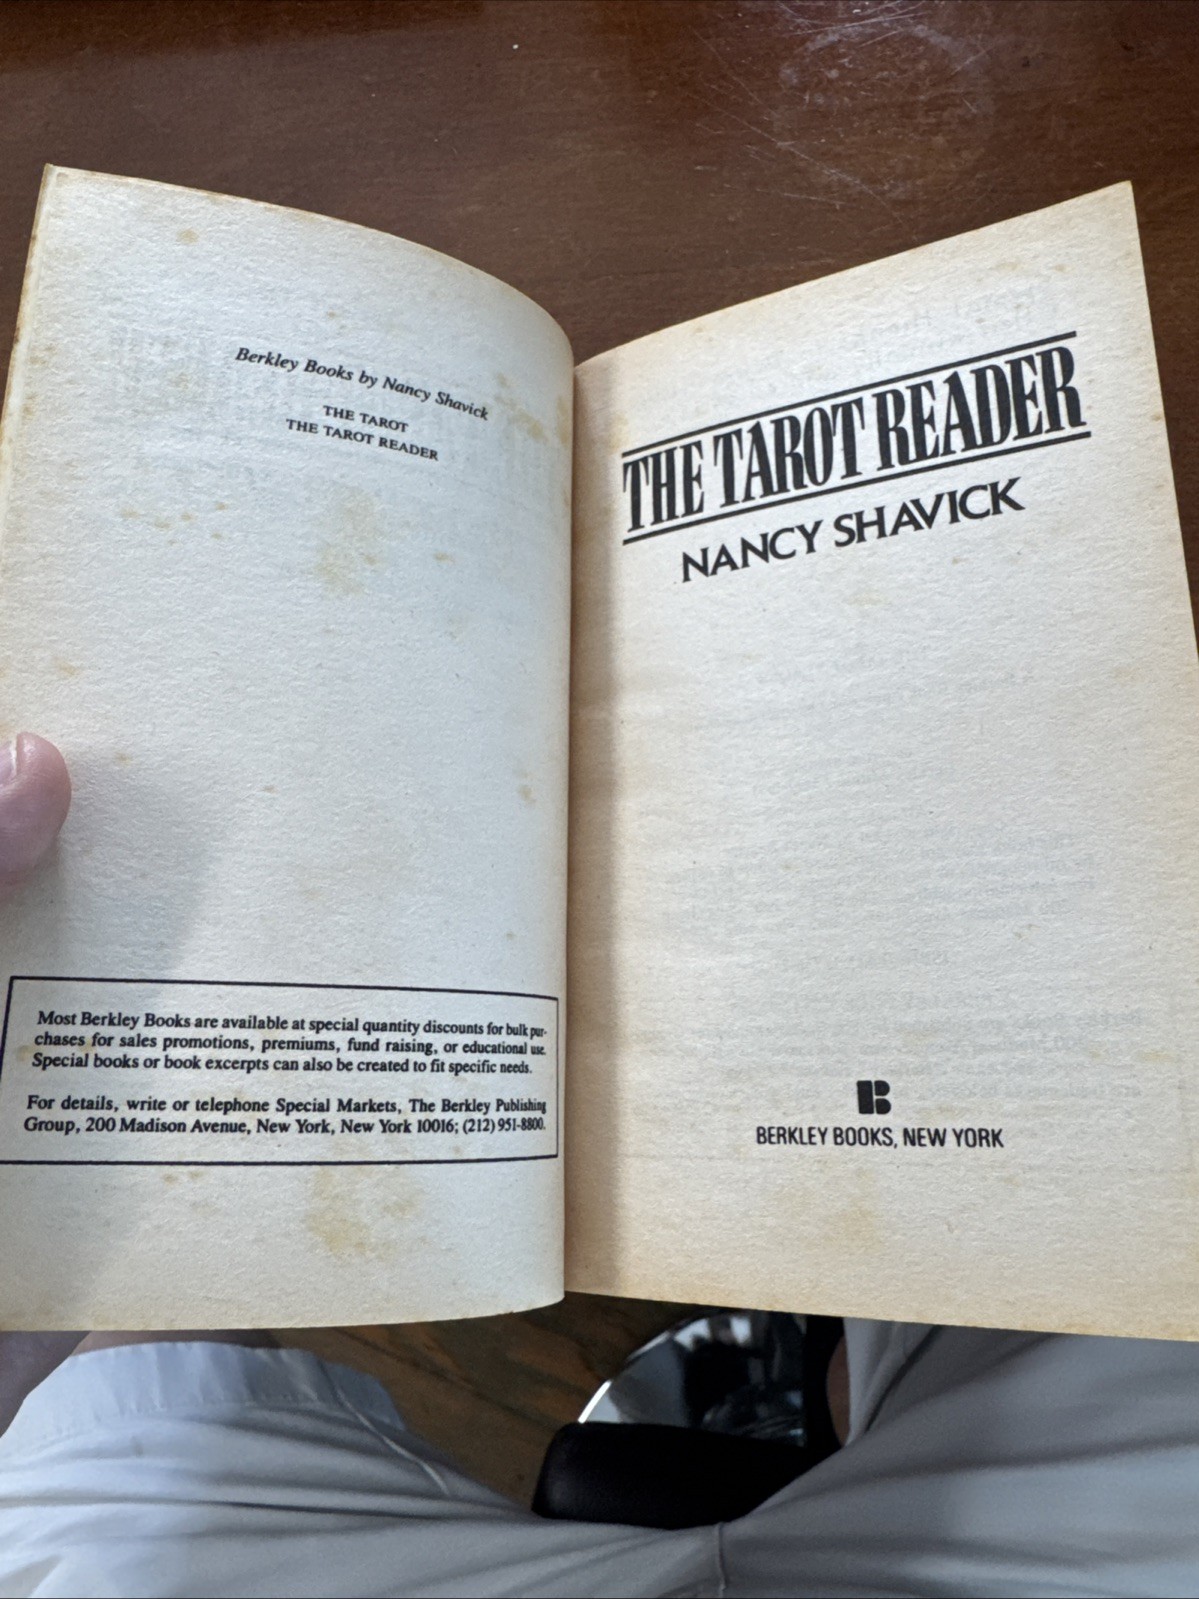 Berkley Books by Nancy Shavick
THE TAROT
THE TAROT READER
Most Berkley Books are available at special quantity discounts for bulk pur-
chases for sales promotions, premiums, fund raising, or educational use.
Special books or book excerpts can also be created to fit specific needs.
For details, write or telephone Special Markets, The Berkley Publishing
Group, 200 Madison Avenue, New York, New York 10016; (212) 951-8800.
THE TAROT READER
NANCY SHAVICK
B
BERKLEY BOOKS, NEW YORK